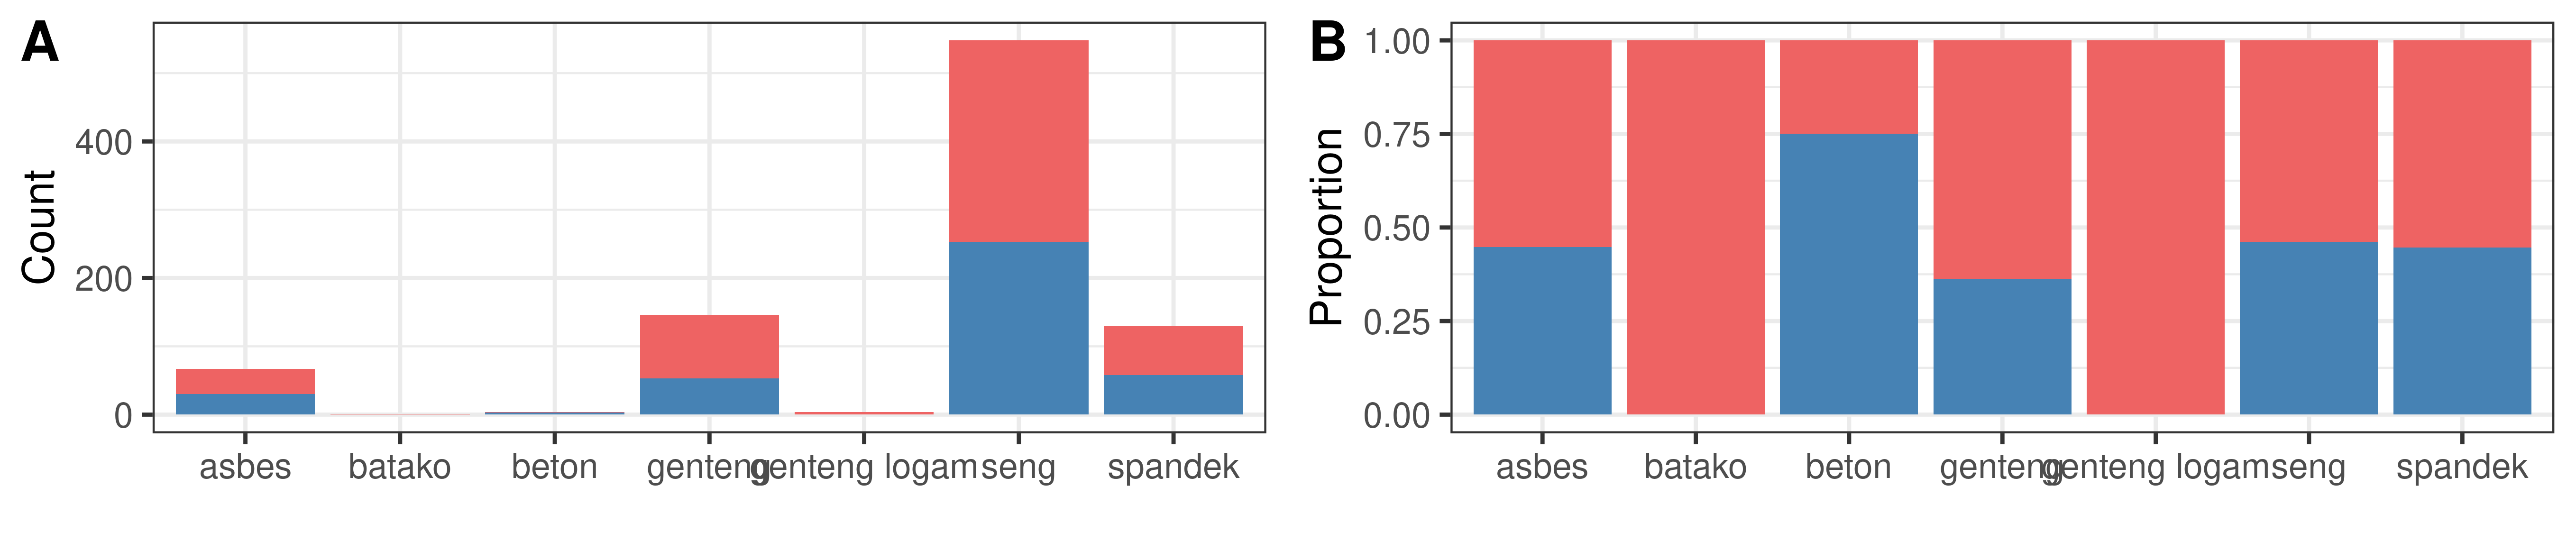 A
Count
400
200
0
asbes batako beton genteng genteng logam seng spandek
B
Proportion
1.00
0.75
0.50
0.25
0.00
asbes batako beton genteng genteng logam seng spandek